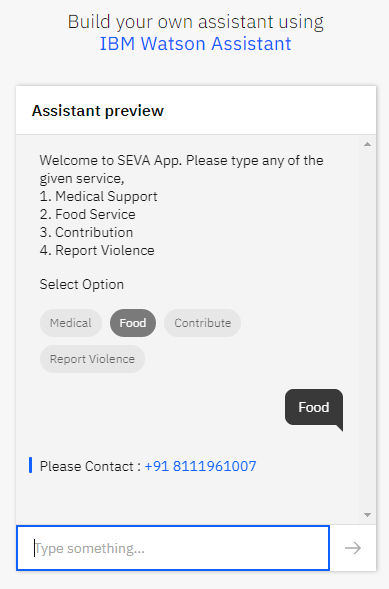 Build your own assistant using
IBM Watson Assistant
Assistant preview
Welcome to SEVA App. Please type any of the
given service,
1. Medical Support
2. Food Service
3. Contribution
4. Report Violence
Select Option
Medical Food Contribute
Report Violence
Food
Please Contact : +91 8111961007
Type something...